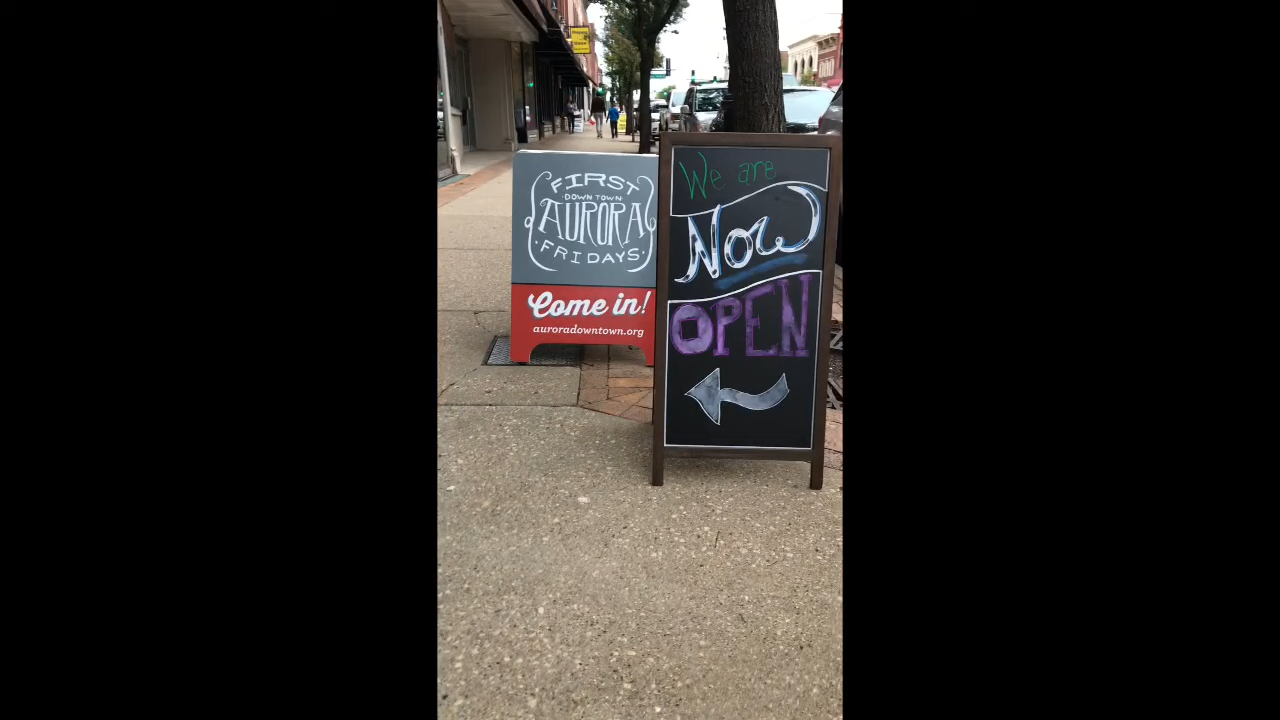 FIRST
·DOWN TOWN·
AURORA
·FRIDAYS·
Come in!
auroradowntown.org
We are
Now
OPEN